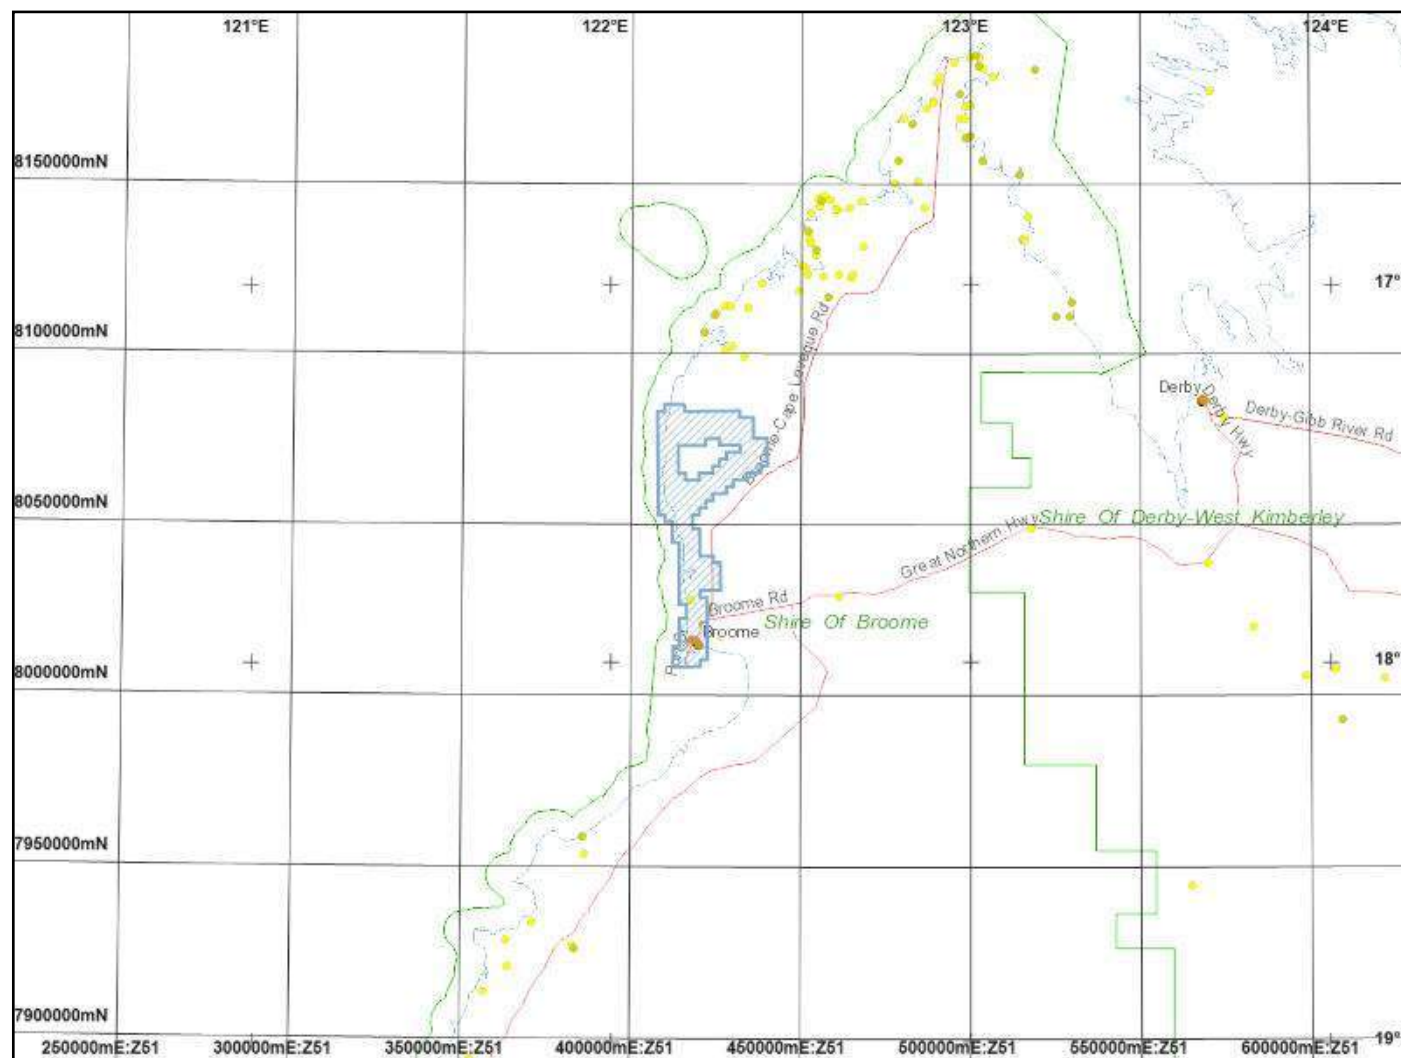 121°E
122°E
123°E
124°E
8150000mN
17°
8100000mN
Broome-Cape Leveque Rd
Derby
Derby Hwy
Derby-Gibb River Rd
8050000mN
Great Northern Hwy
Shire Of Derby-West Kimberley
Broome Rd
Shire Of Broome
Broome
18°
8000000mN
7950000mN
7900000mN
19°
250000mE:Z51
300000mE:Z51
350000mE:Z51
400000mE:Z51
450000mE:Z51
500000mE:Z51
550000mE:Z51
600000mE:Z51